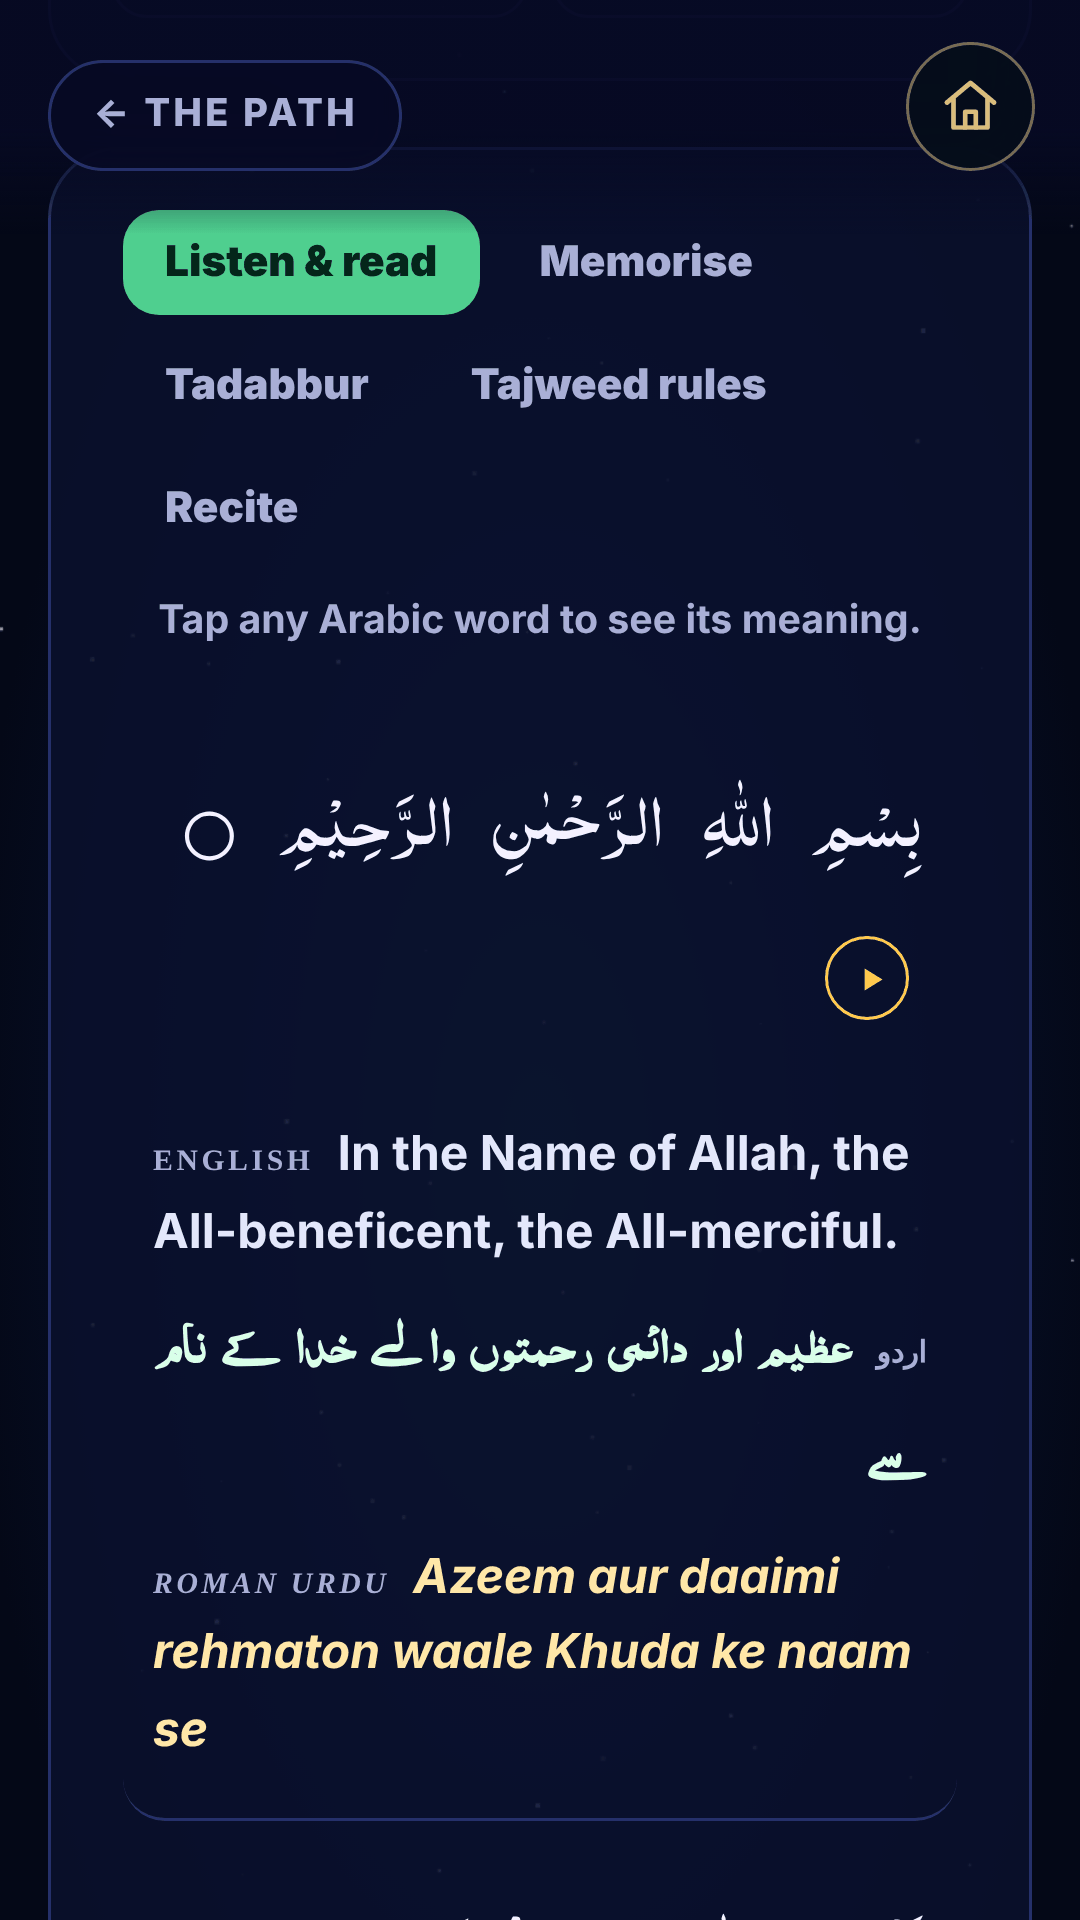 ← THE PATH
Listen & read
Memorise
Tadabbur
Tajweed rules
Recite
Tap any Arabic word to see its meaning.
بِسْمِ اللّٰهِ الرَّحْمٰنِ الرَّحِيْمِ ○
ENGLISH In the Name of Allah, the
All-beneficent, the All-merciful.
اردو عظیم اور دائمی رحمتوں والے خدا کے نام
سے
ROMAN URDU Azeem aur daaimi
rehmaton waale Khuda ke naam
se